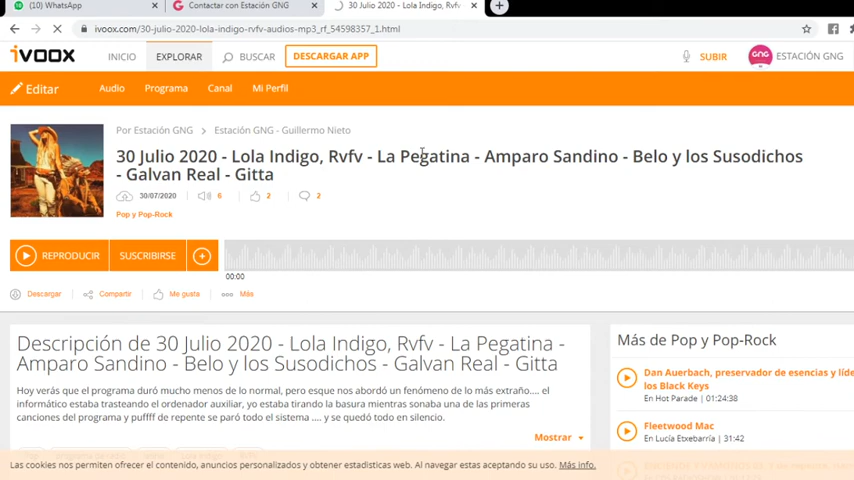 (10) WhatsApp
Contactar con Estación GNG
30 Julio 2020 - Lola Indigo, Rvfv
ivoox.com/30-julio-2020-lola-indigo-rvfv-audios-mp3_rf_54598357_1.html
iVOOX
INICIO
EXPLORAR
BUSCAR
DESCARGAR APP
SUBIR
GNG
ESTACIÓN GNG
Editar
Audio
Programa
Canal
Mi Perfil
Por Estación GNG > Estación GNG - Guillermo Nieto
30 Julio 2020 - Lola Indigo, Rvfv - La Pegatina - Amparo Sandino - Belo y los Susodichos
- Galvan Real - Gitta
30/07/2020
6
2
2
Pop y Pop-Rock
REPRODUCIR
SUSCRIBIRSE
00:00
Descargar
Compartir
Me gusta
Más
Descripción de 30 Julio 2020 - Lola Indigo, Rvfv - La Pegatina -
Amparo Sandino - Belo y los Susodichos - Galvan Real - Gitta
Hoy verás que el programa duró mucho menos de lo normal, pero esque nos abordó un fenómeno de lo más extraño.... el
informático estaba trasteando el ordenador auxiliar, yo estaba tirando la basura mientras sonaba una de las primeras
canciones del programa y puffff de repente se paró todo el sistema .... y se quedó todo en silencio.
Mostrar
Más de Pop y Pop-Rock
Dan Auerbach, preservador de esencias y líde
los Black Keys
En Hot Parade | 01:24:38
Fleetwood Mac
En Lucía Etxebarría | 31:42
Las cookies nos permiten ofrecer el contenido, anuncios personalizados y obtener estadisticas web. Al navegar estas aceptando su uso. Más info.